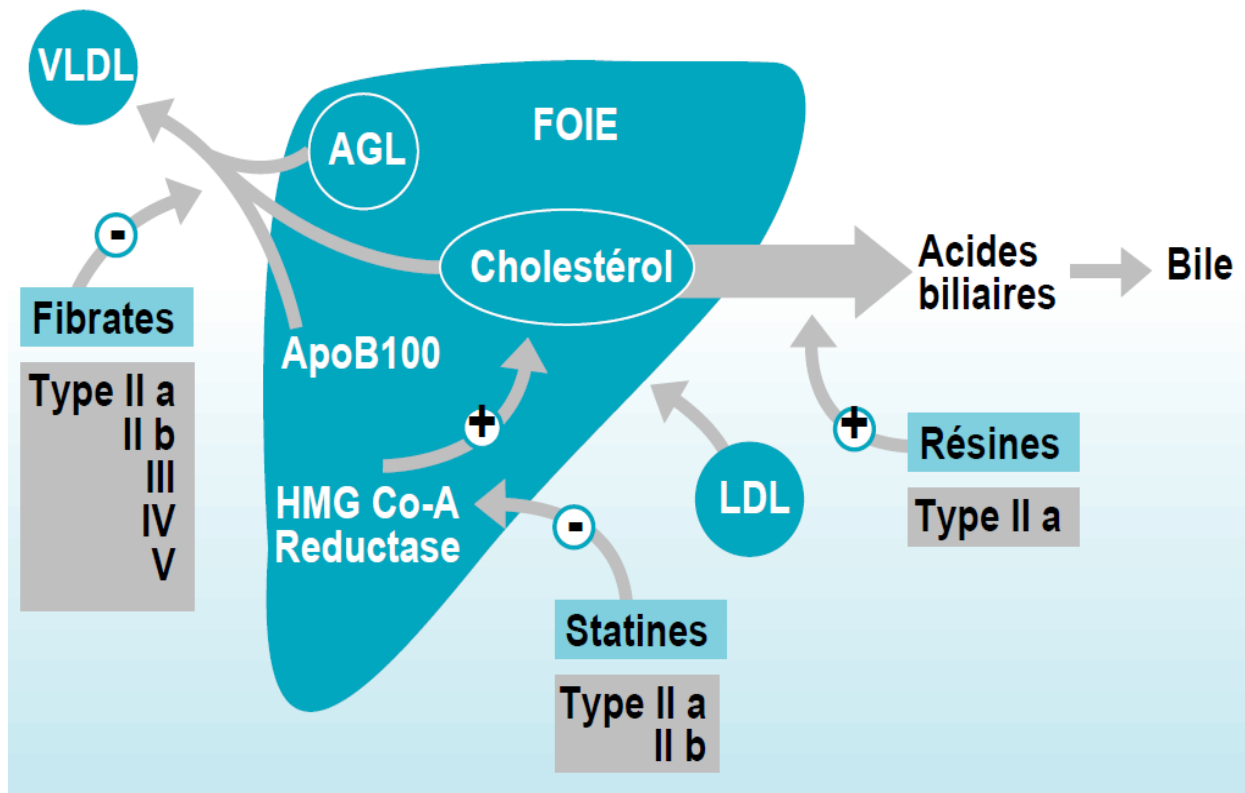 VLDL
AGL
FOIE
-
Cholestérol
Acides
biliaires
Bile
Fibrates
Type II a
II b
III
IV
V
ApoB100
+
HMG Co-A
Reductase
-
LDL
+
Résines
Type II a
Statines
Type II a
II b